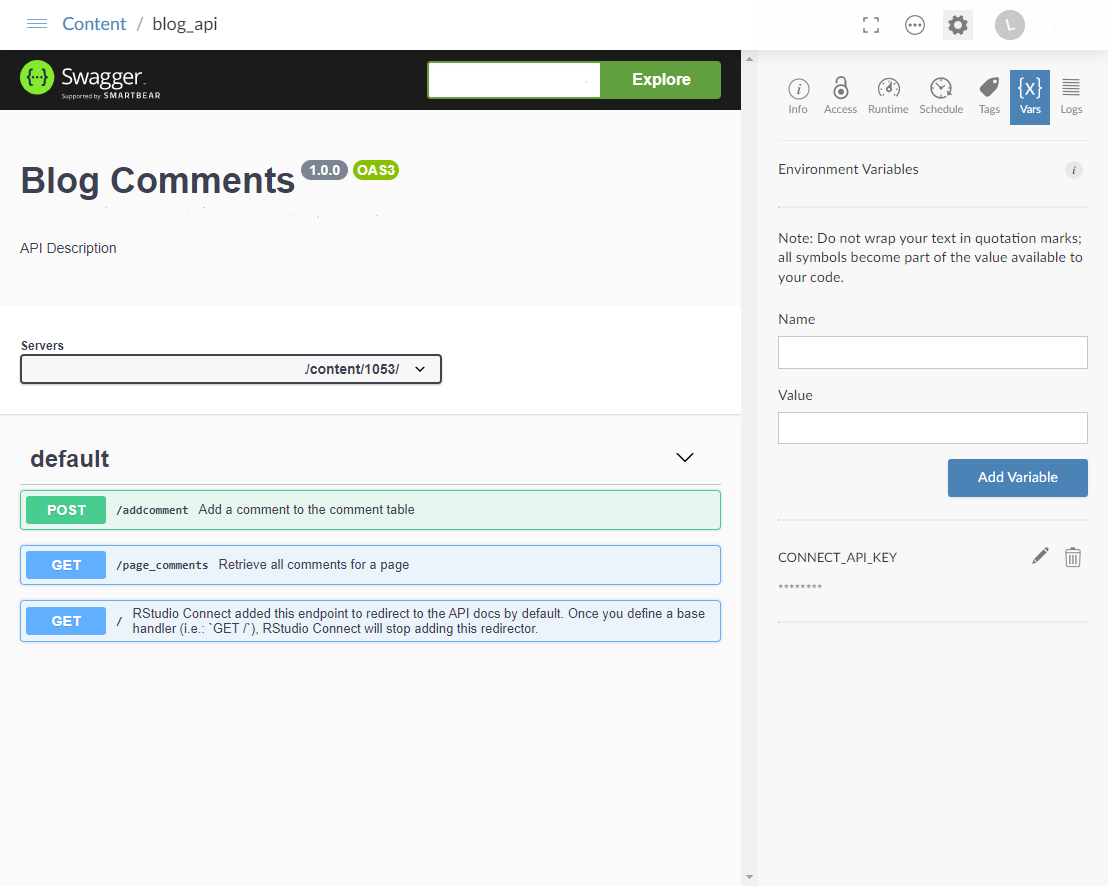 Content / blog_api
L
Swagger.
Supported by SMARTBEAR
Explore
Info
Access
Runtime
Schedule
Tags
{x}
Vars
Logs
Blog Comments 1.0.0 OAS3
API Description
Servers
/content/1053/
default
POST /addcomment Add a comment to the comment table
GET /page_comments Retrieve all comments for a page
GET / RStudio Connect added this endpoint to redirect to the API docs by default. Once you define a base
handler (i.e.: `GET /`), RStudio Connect will stop adding this redirector.
Environment Variables
i
Note: Do not wrap your text in quotation marks;
all symbols become part of the value available to
your code.
Name
Value
Add Variable
CONNECT_API_KEY
********